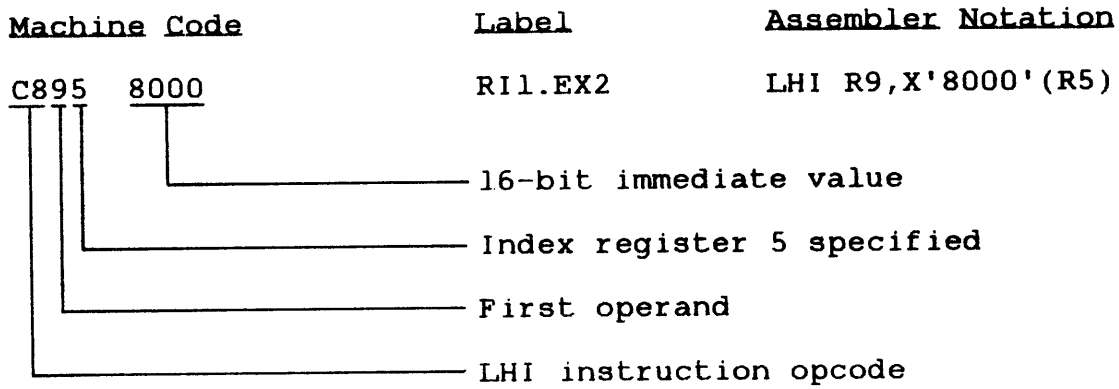 Machine Code Label Assembler Notation
C895 8000 RI1.EX2 LHI R9,X'8000'(R5)
16-bit immediate value
Index register 5 specified
First operand
LHI instruction opcode